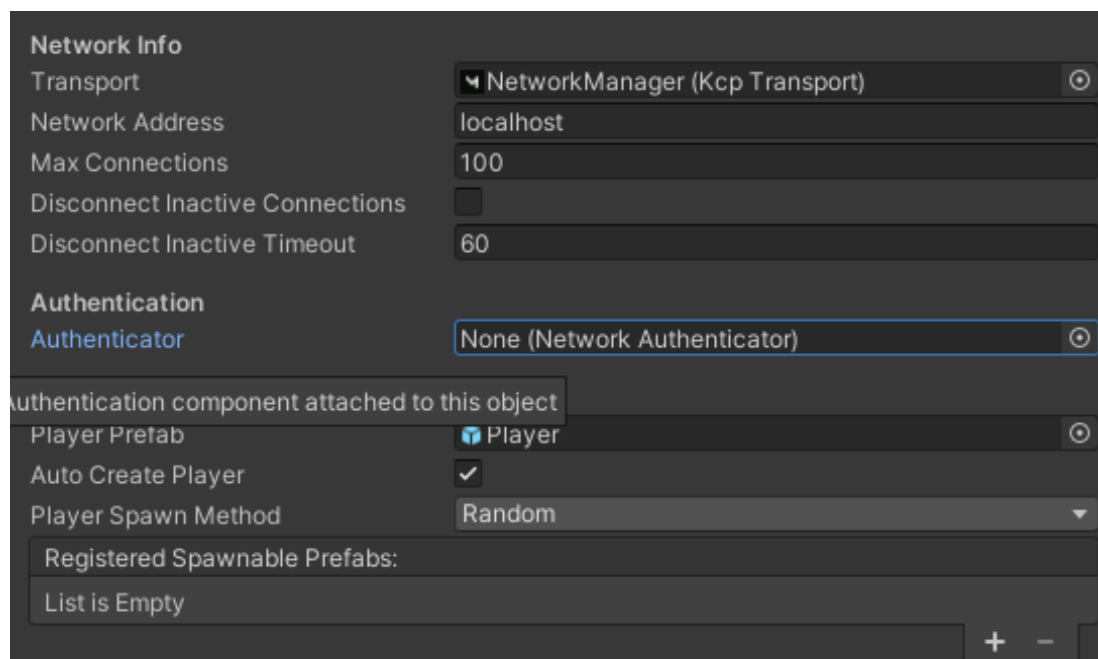 Network Info
Transport NetworkManager (Kcp Transport)
Network Address localhost
Max Connections 100
Disconnect Inactive Connections
Disconnect Inactive Timeout 60
Authentication
Authenticator None (Network Authenticator)
uthentication component attached to this object
Player Prefab Player
Auto Create Player
Player Spawn Method Random
Registered Spawnable Prefabs:
List is Empty
+ −